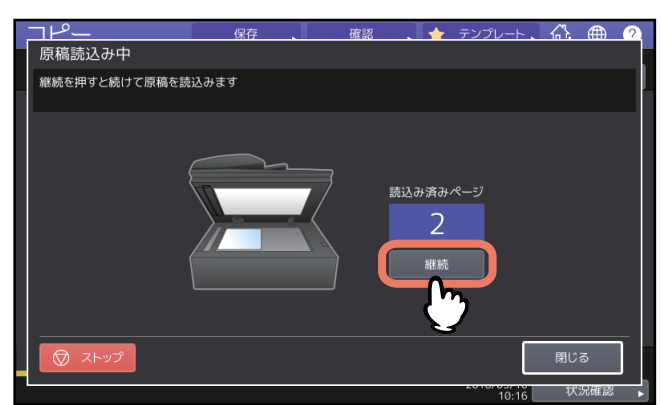 コピー 保存 確認 テンプレート ?
原稿読込み中
継続を押すと続けて原稿を読込みます
読込み済みページ
2
継続
ストップ 閉じる
10:16 状況確認